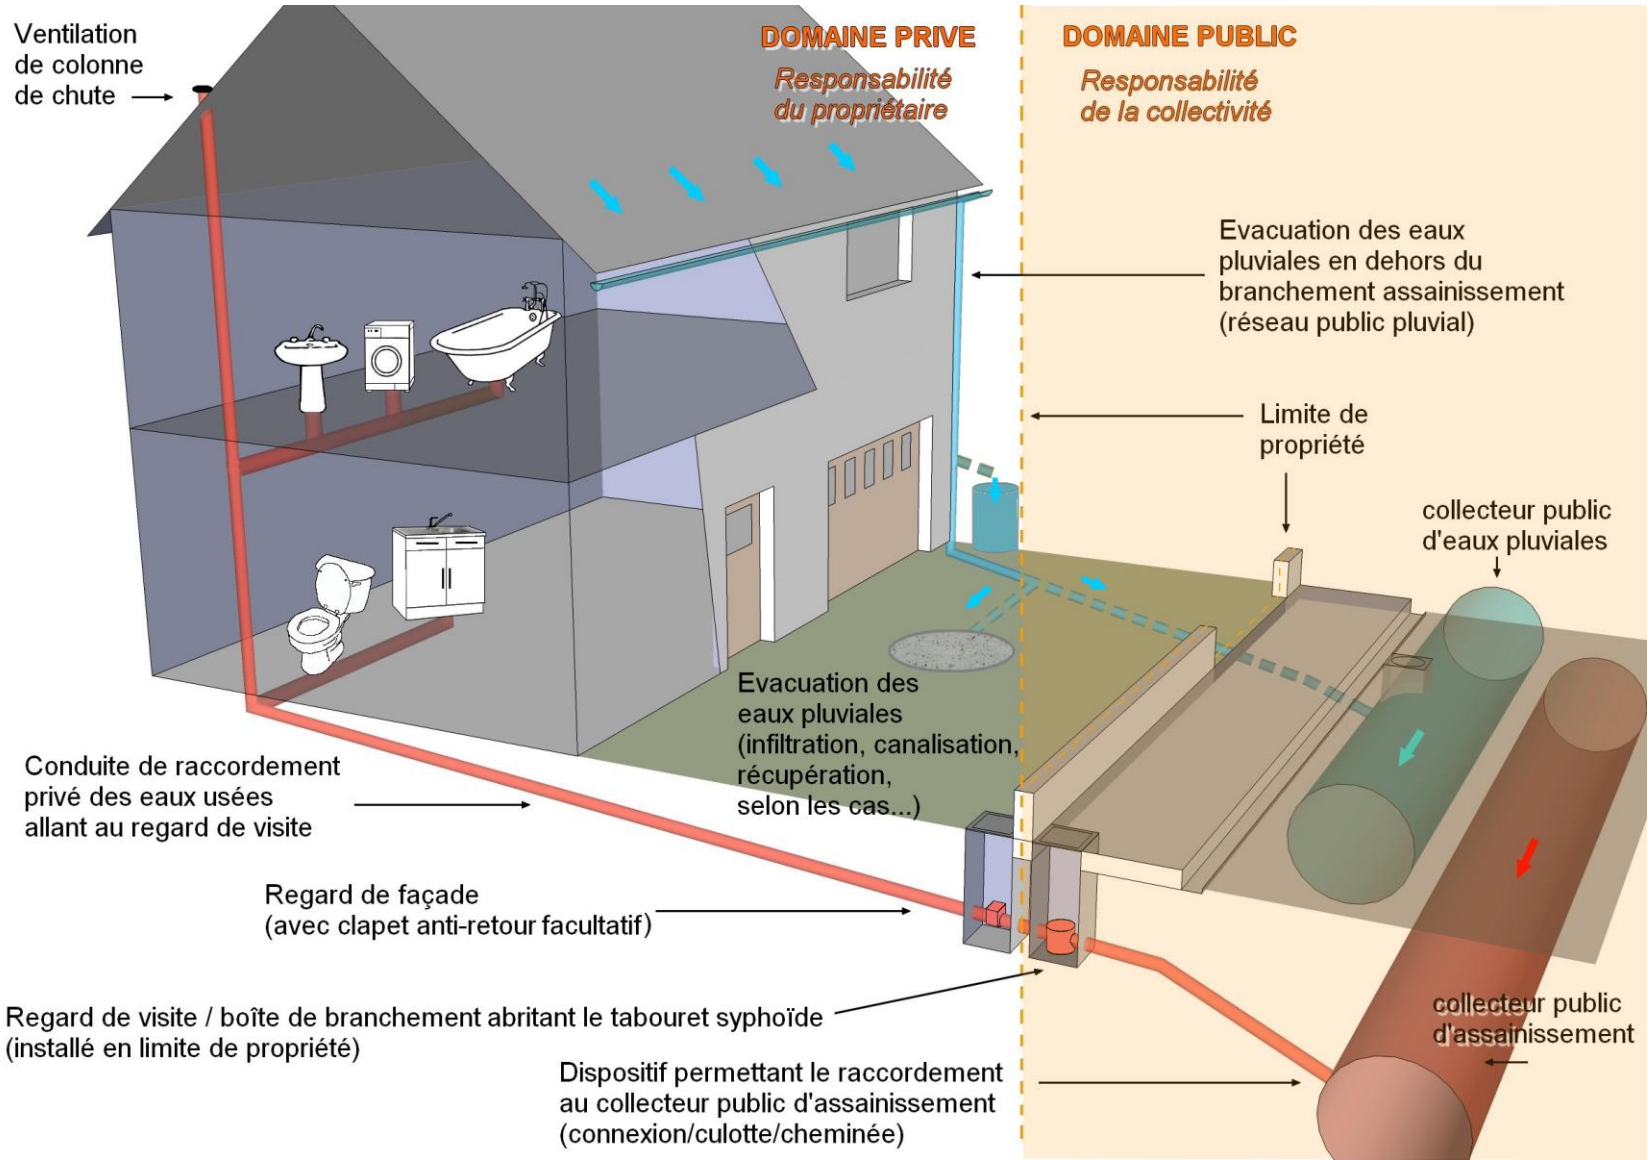 Ventilation
de colonne
de chute
DOMAINE PRIVE
Responsabilité
du propriétaire
DOMAINE PUBLIC
Responsabilité
de la collectivité
Evacuation des eaux
pluviales en dehors du
branchement assainissement
(réseau public pluvial)
Limite de
propriété
collecteur public
d'eaux pluviales
Evacuation des
eaux pluviales
(infiltration, canalisation,
récupération,
selon les cas...)
Conduite de raccordement
privé des eaux usées
allant au regard de visite
Regard de façade
(avec clapet anti-retour facultatif)
Regard de visite / boîte de branchement abritant le tabouret syphoïde
(installé en limite de propriété)
collecteur public
d'assainissement
Dispositif permettant le raccordement
au collecteur public d'assainissement
(connexion/culotte/cheminée)